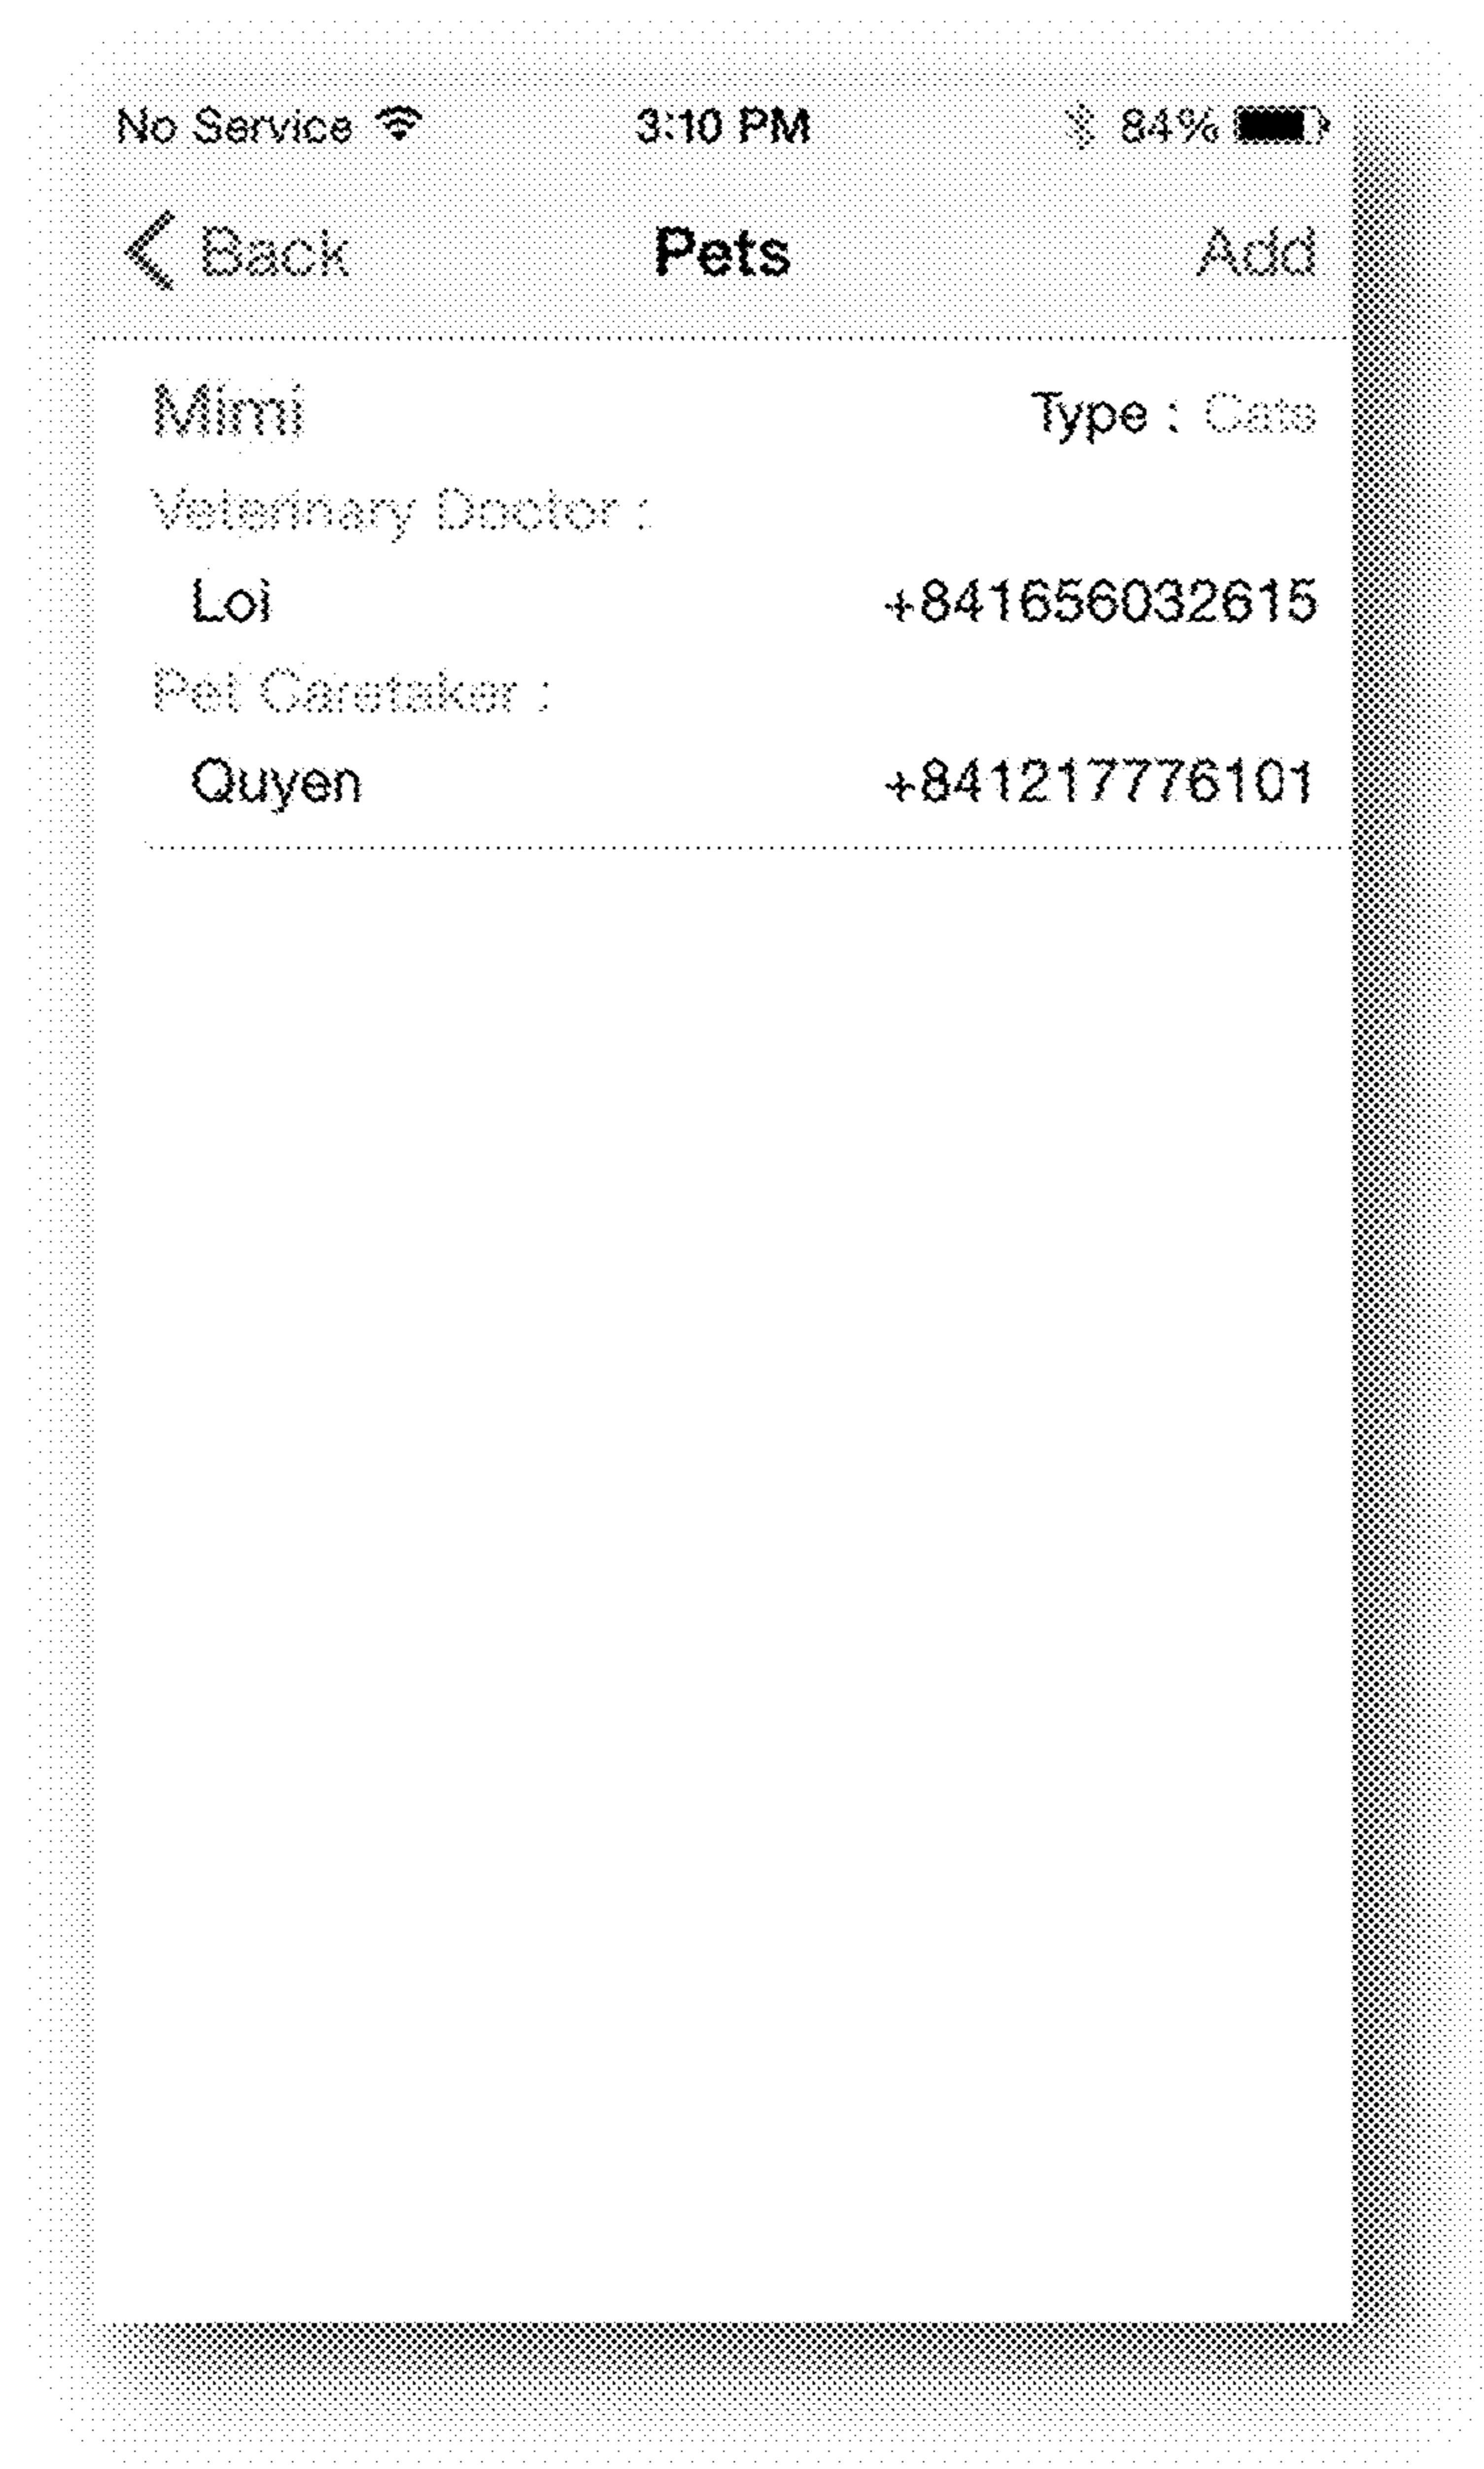 No Service 3:10 PM 84%
Back Pets Add
Mimi Type : Cats
Veterinary Doctor :
Loi +841656032615
Pet Caretaker :
Quyen +841217776101